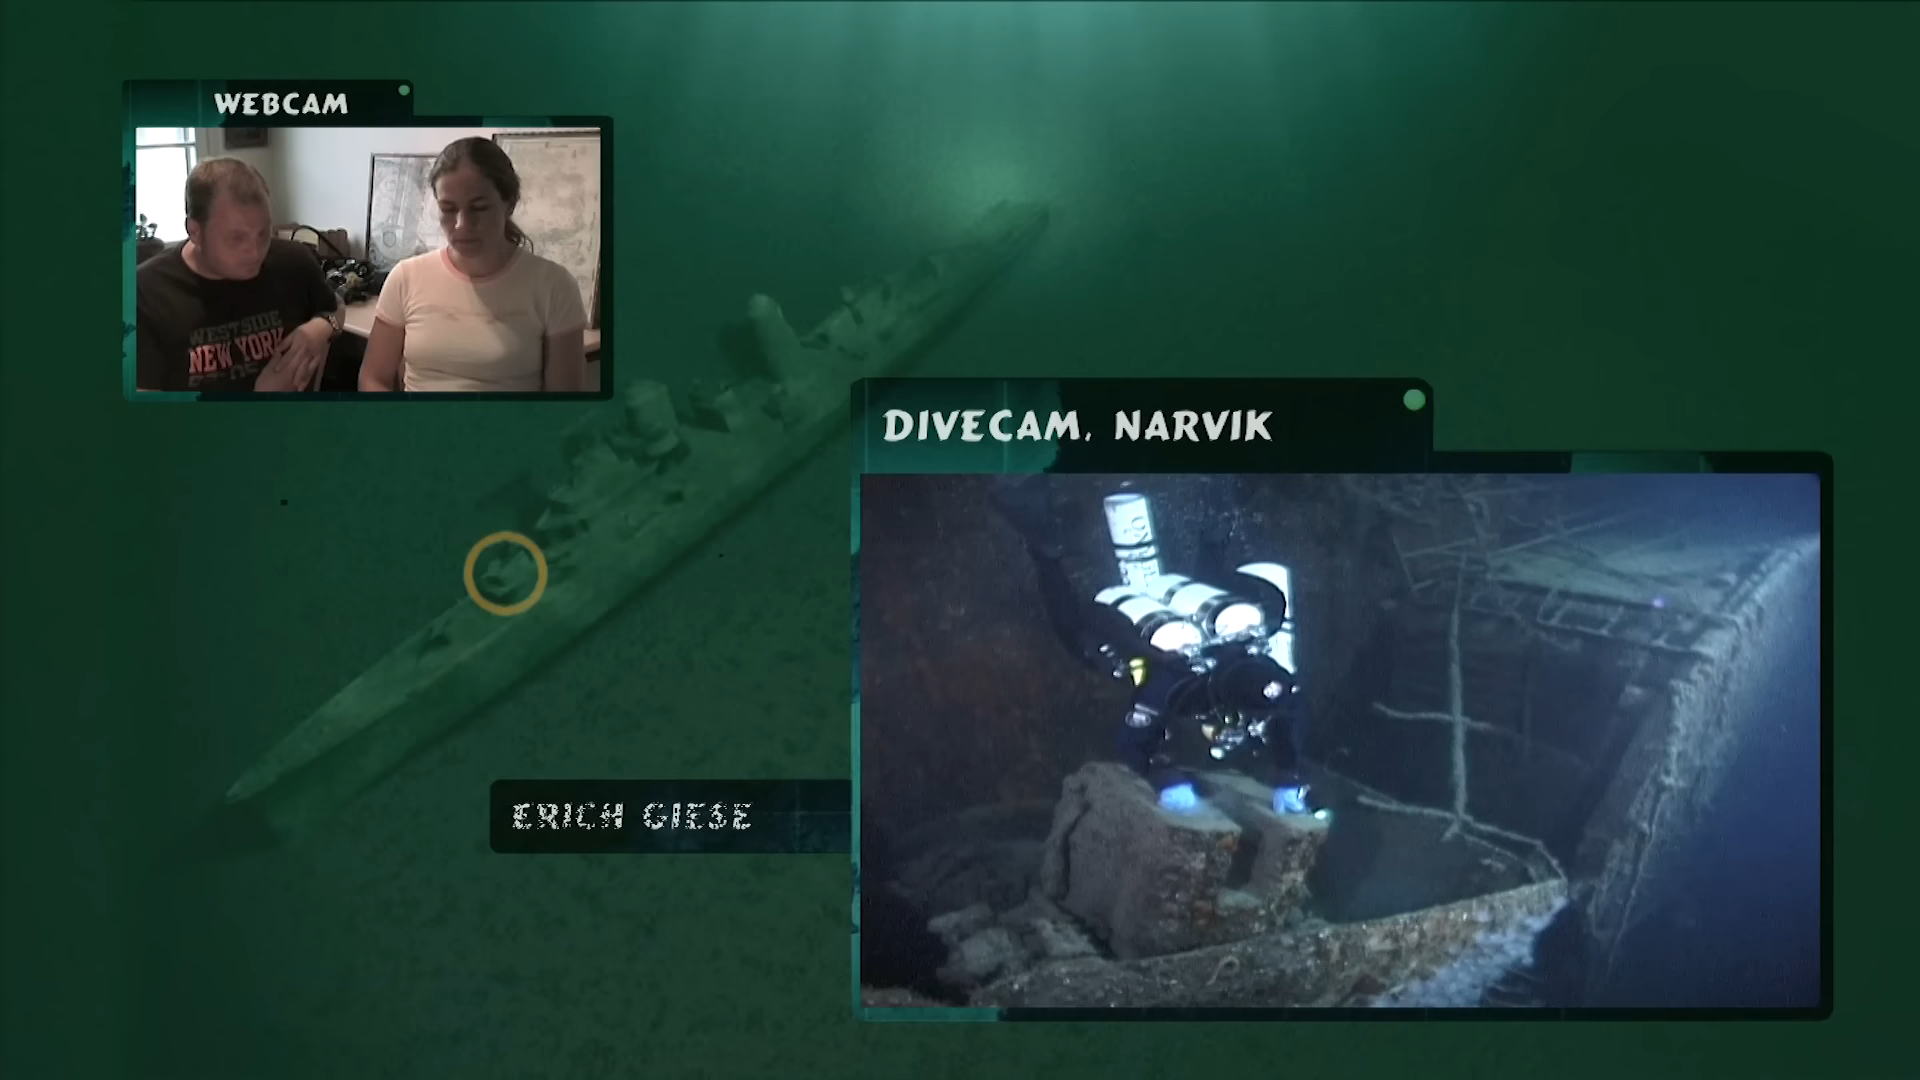 WEBCAM
WESTSIDE
NEW YORK
DIVECAM, NARVIK
ERICH GIESE